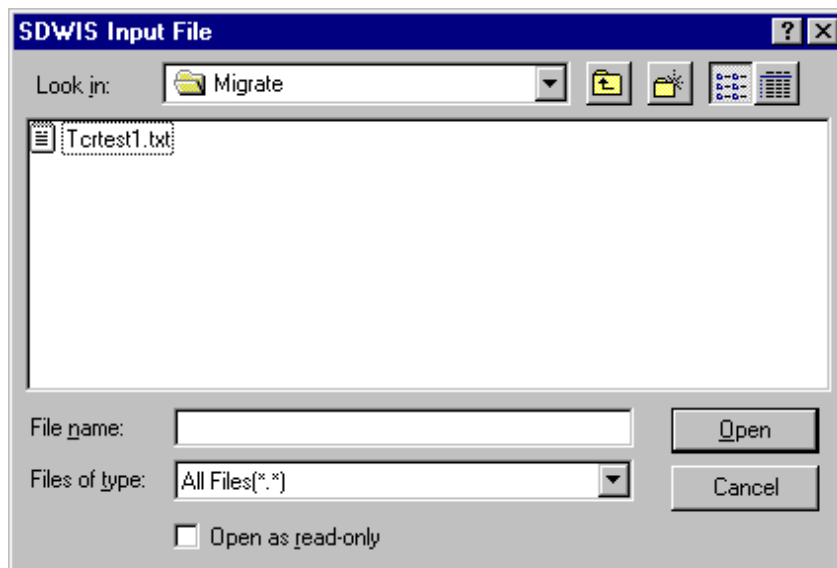 SDWIS Input File
Look in: Migrate
Tcrtest1.txt
File name: Open
Files of type: All Files(*.*) Cancel
Open as read-only